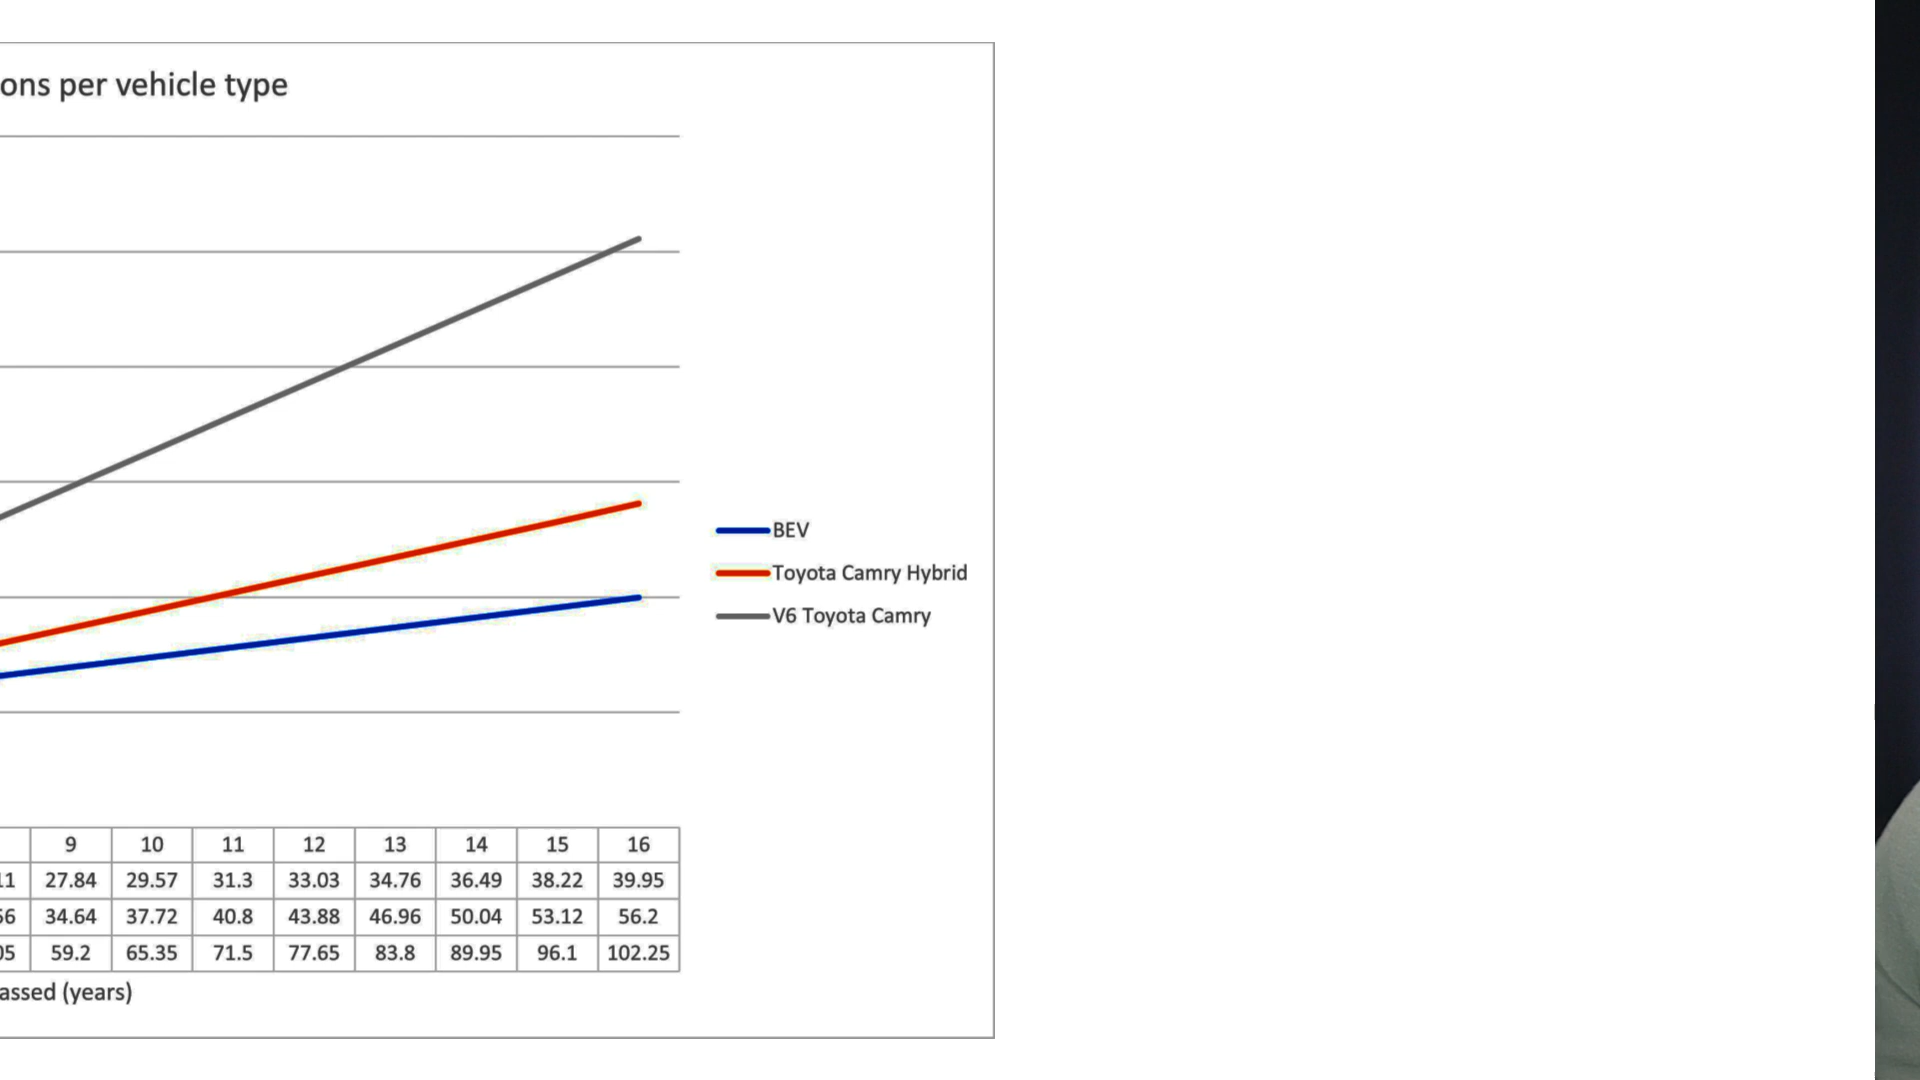 ons per vehicle type
BEV
Toyota Camry Hybrid
V6 Toyota Camry
9 10 11 12 13 14 15 16
11 27.84 29.57 31.3 33.03 34.76 36.49 38.22 39.95
56 34.64 37.72 40.8 43.88 46.96 50.04 53.12 56.2
05 59.2 65.35 71.5 77.65 83.8 89.95 96.1 102.25
assed (years)